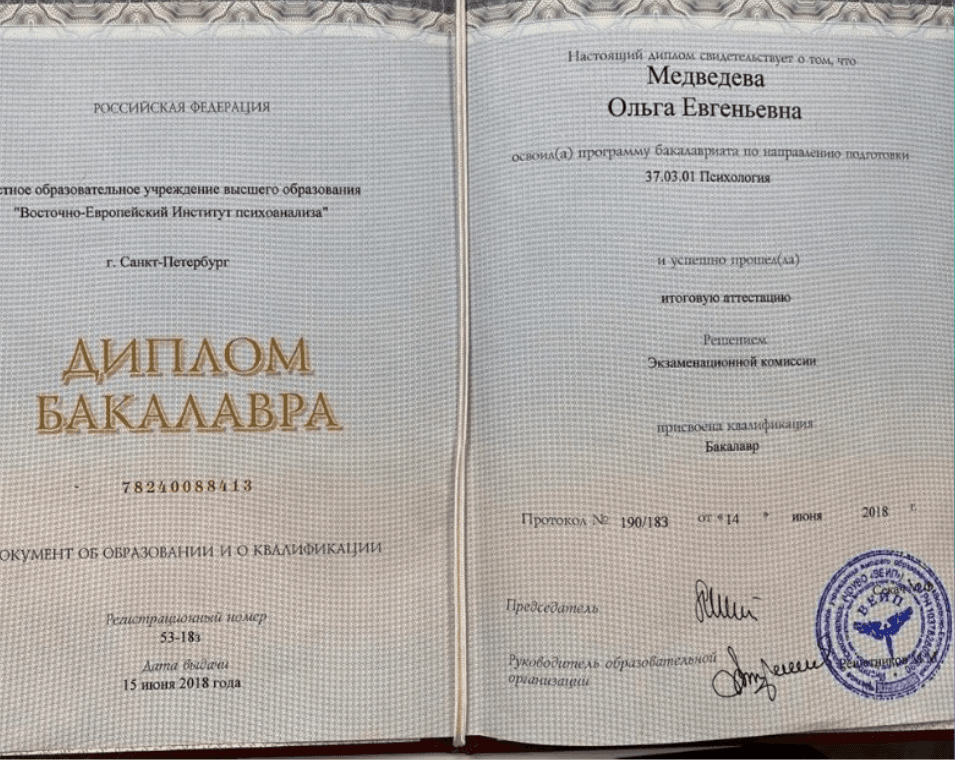 РОССИЙСКАЯ ФЕДЕРАЦИЯ
стное образовательное учреждение высшего образования
"Восточно-Европейский Институт психоанализа"
г. Санкт-Петербург
ДИПЛОМ
БАКАЛАВРА
78240088413
ОКУМЕНТ ОБ ОБРАЗОВАНИИ И О КВАЛИФИКАЦИИ
Регистрационный номер
53-18з
Дата выдачи
15 июня 2018 года
Настоящий диплом свидетельствует о том, что
Медведева
Ольга Евгеньевна
освоил(а) программу бакалавриата по направлению подготовки
37.03.01 Психология
и успешно прошел(ла)
итоговую аттестацию
Решением
Экзаменационной комиссии
присвоена квалификация
Бакалавр
Протокол № 190/183 от « 14 » июня 2018 г.
Председатель
Руководитель образовательной
организации
Решетников М.М.
ВЕИП